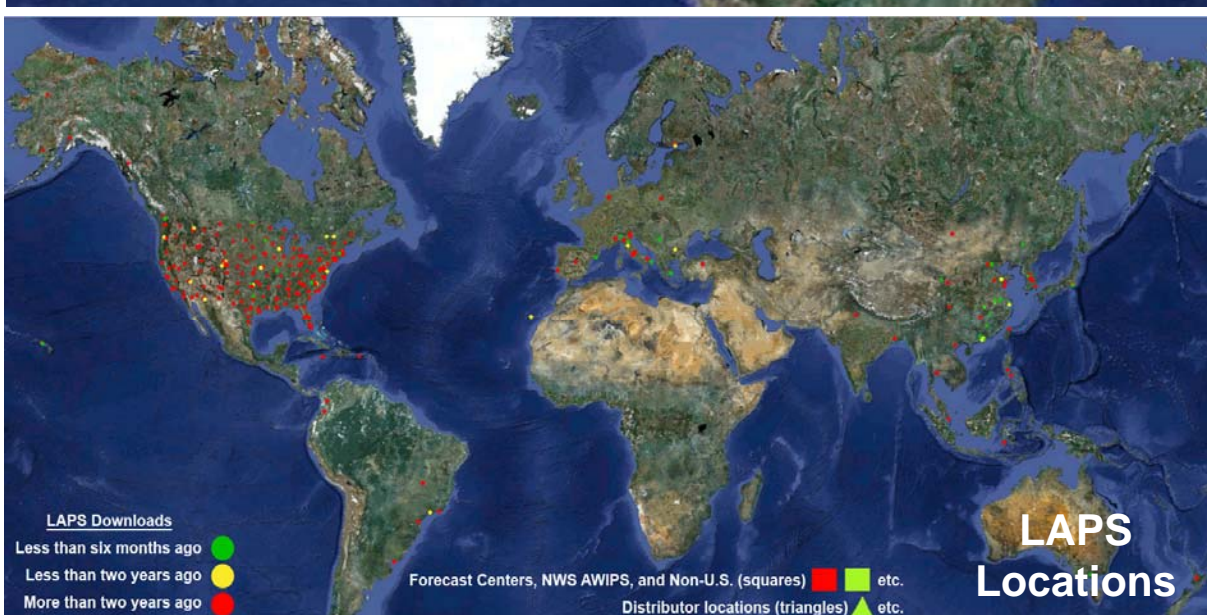 LAPS Downloads
Less than six months ago
Less than two years ago
More than two years ago
Forecast Centers, NWS AWIPS, and Non-U.S. (squares) etc.
Distributor locations (triangles) etc.
LAPS
Locations